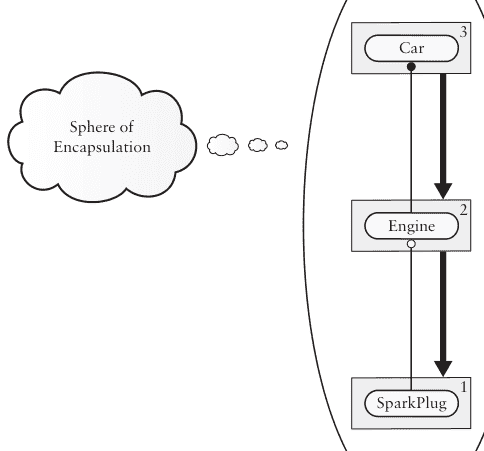 3
Car
Sphere of
Encapsulation
2
Engine
1
SparkPlug